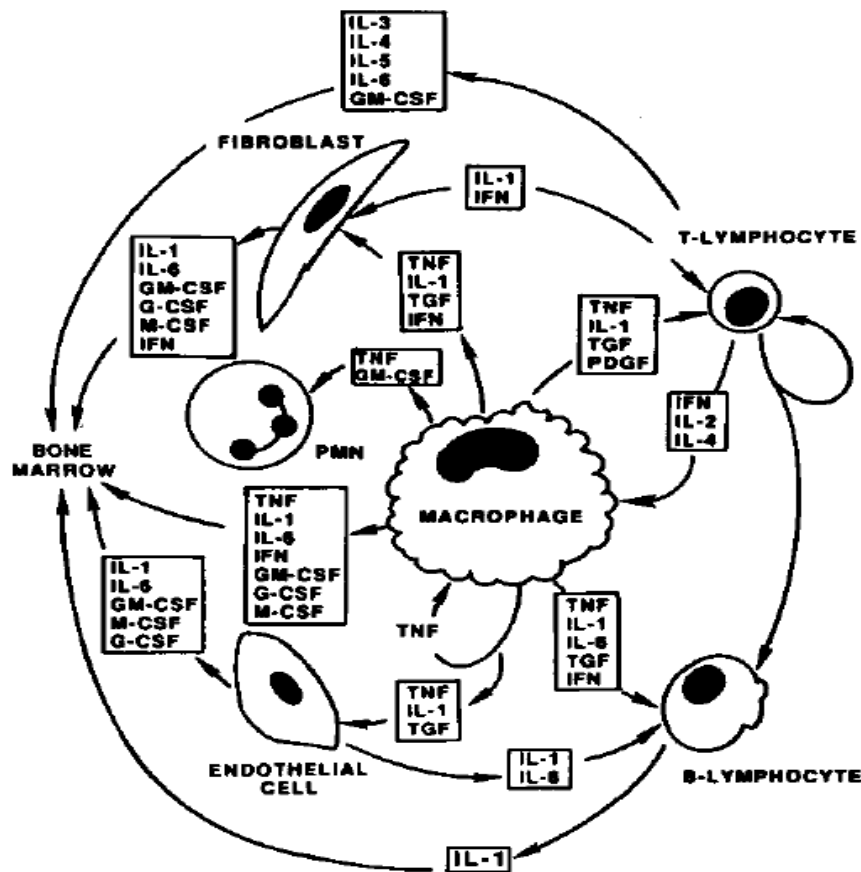 IL-3
IL-4
IL-5
IL-6
GM-CSF
FIBROBLAST
IL-1
IFN
T-LYMPHOCYTE
IL-1
IL-6
GM-CSF
G-CSF
M-CSF
IFN
TNF
IL-1
TGF
IFN
TNF
IL-1
TGF
PDGF
TNF
GM-CSF
PMN
IFN
IL-2
IL-4
BONE
MARROW
MACROPHAGE
TNF
IL-1
IL-6
IFN
GM-CSF
G-CSF
M-CSF
IL-1
IL-6
GM-CSF
M-CSF
G-CSF
TNF
TNF
IL-1
IL-6
TGF
IFN
TNF
IL-1
TGF
ENDOTHELIAL
CELL
IL-1
IL-6
B-LYMPHOCYTE
IL-1